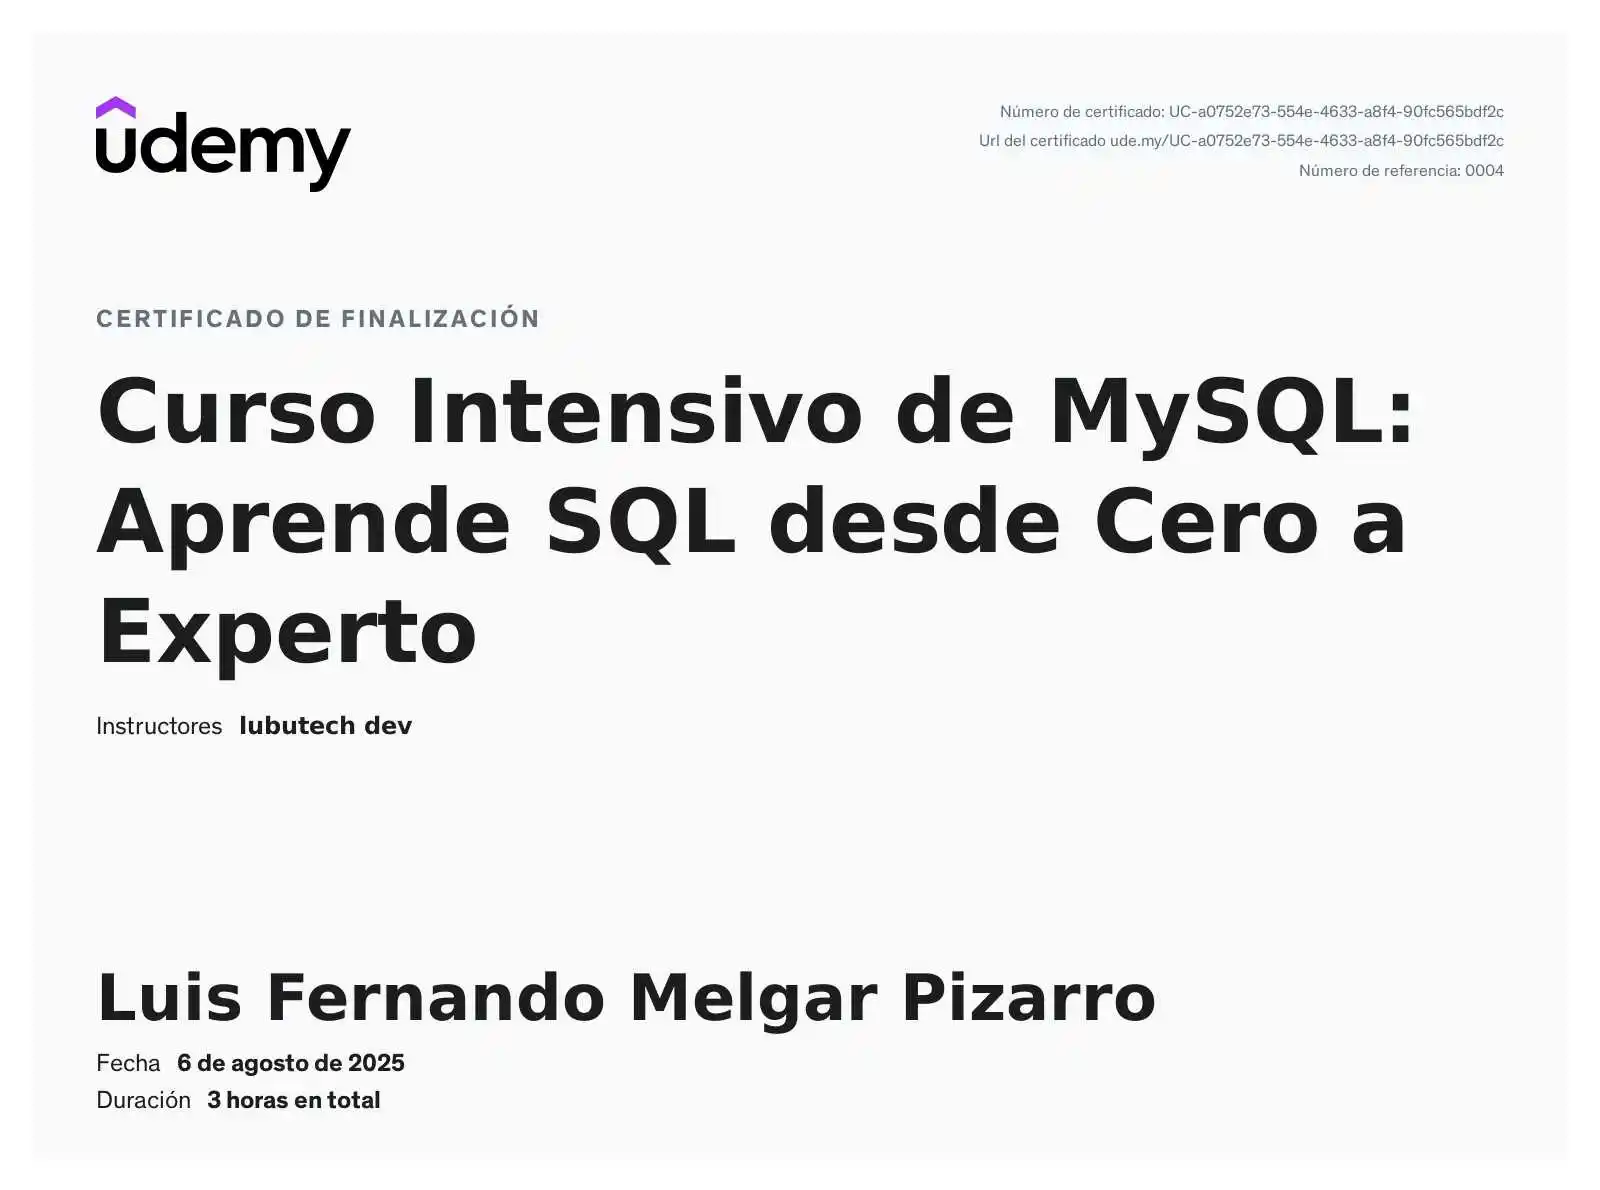 udemy
Número de certificado: UC-a0752e73-554e-4633-a8f4-90fc565bdf2c
Url del certificado ude.my/UC-a0752e73-554e-4633-a8f4-90fc565bdf2c
Número de referencia: 0004
CERTIFICADO DE FINALIZACIÓN
Curso Intensivo de MySQL:
Aprende SQL desde Cero a
Experto
Instructores lubutech dev
Luis Fernando Melgar Pizarro
Fecha 6 de agosto de 2025
Duración 3 horas en total